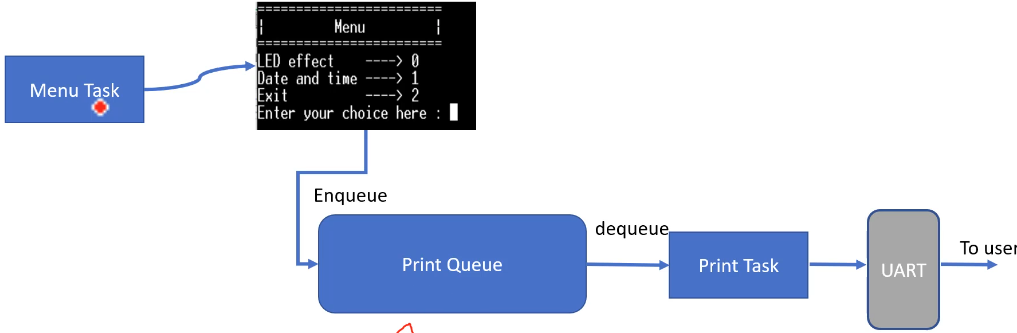 ========================
|         Menu         |
========================
LED effect    ----> 0
Date and time ----> 1
Exit          ----> 2
Enter your choice here :
Menu Task
Enqueue
Print Queue
dequeue
Print Task
UART
To user